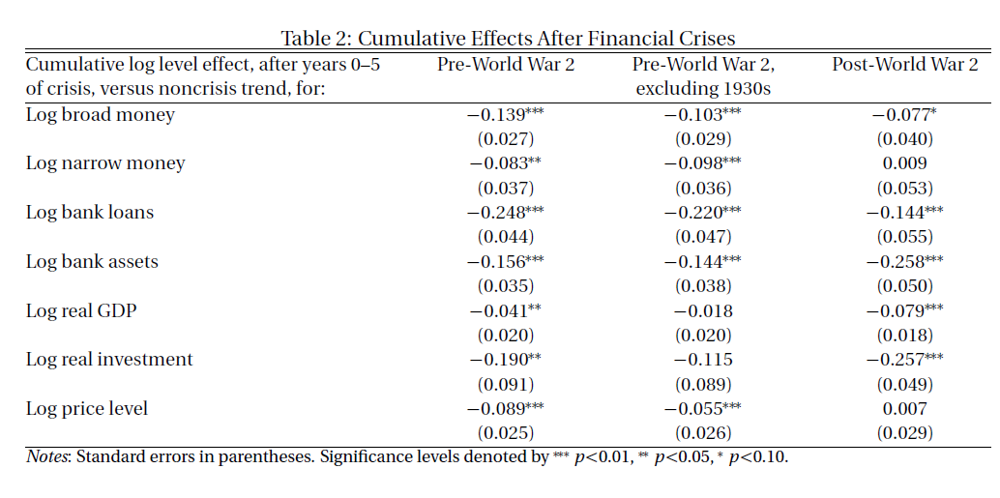 Table 2: Cumulative Effects After Financial Crises
Cumulative log level effect, after years 0–5 Pre-World War 2 Pre-World War 2, Post-World War 2
of crisis, versus noncrisis trend, for: excluding 1930s
Log broad money −0.139*** −0.103*** −0.077*
(0.027) (0.029) (0.040)
Log narrow money −0.083** −0.098*** 0.009
(0.037) (0.036) (0.053)
Log bank loans −0.248*** −0.220*** −0.144***
(0.044) (0.047) (0.055)
Log bank assets −0.156*** −0.144*** −0.258***
(0.035) (0.038) (0.050)
Log real GDP −0.041** −0.018 −0.079***
(0.020) (0.020) (0.018)
Log real investment −0.190** −0.115 −0.257***
(0.091) (0.089) (0.049)
Log price level −0.089*** −0.055*** 0.007
(0.025) (0.026) (0.029)
Notes: Standard errors in parentheses. Significance levels denoted by *** p<0.01, ** p<0.05, * p<0.10.